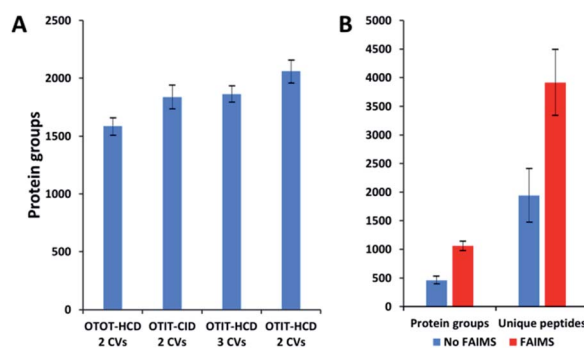 A
Protein groups
2500
2000
1500
1000
500
0
OTOT-HCD OTIT-CID OTIT-HCD OTIT-HCD
2 CVs 2 CVs 3 CVs 2 CVs
B
5000
4500
4000
3500
3000
2500
2000
1500
1000
500
0
Protein groups Unique peptides
No FAIMS FAIMS